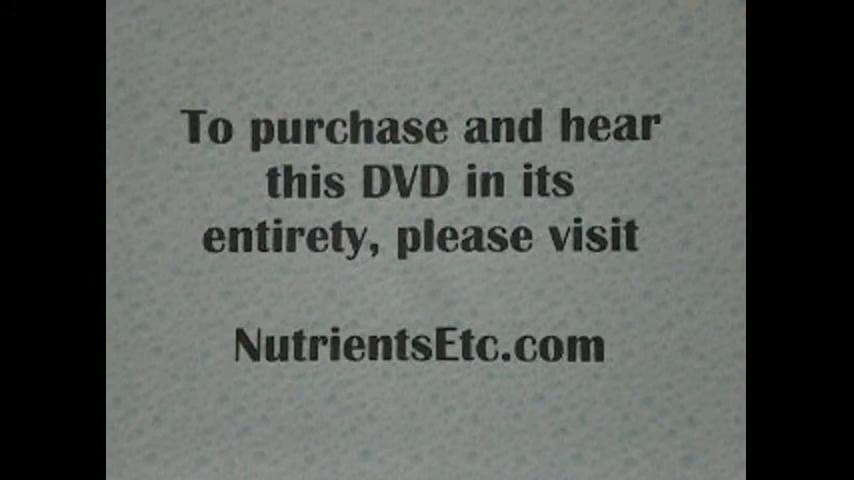 To purchase and hear
this DVD in its
entirety, please visit
NutrientsEtc.com